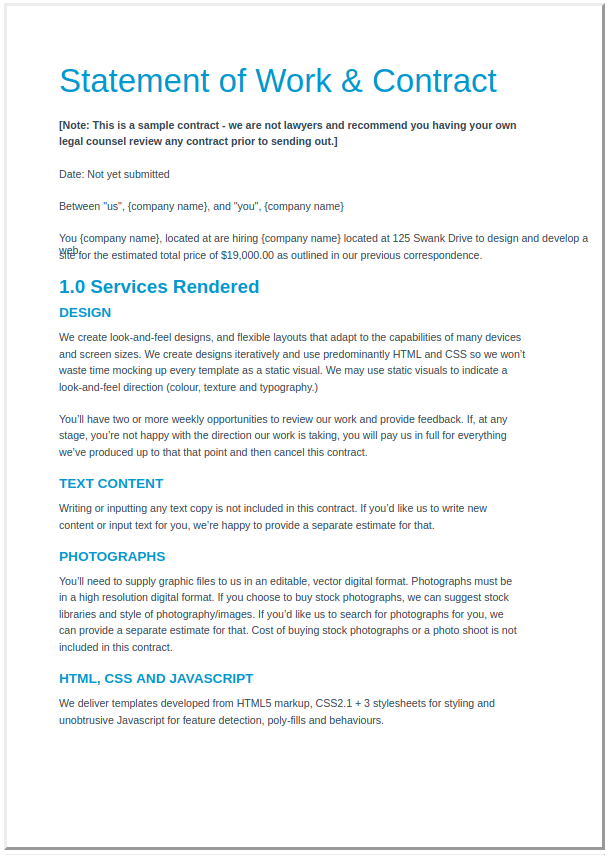 Statement of Work & Contract
[Note: This is a sample contract - we are not lawyers and recommend you having your own
legal counsel review any contract prior to sending out.]
Date: Not yet submitted
Between "us", {company name}, and "you", {company name}
You {company name}, located at are hiring {company name} located at 125 Swank Drive to design and develop a
web
site for the estimated total price of $19,000.00 as outlined in our previous correspondence.
1.0 Services Rendered
DESIGN
We create look-and-feel designs, and flexible layouts that adapt to the capabilities of many devices
and screen sizes. We create designs iteratively and use predominantly HTML and CSS so we won’t
waste time mocking up every template as a static visual. We may use static visuals to indicate a
look-and-feel direction (colour, texture and typography.)
You’ll have two or more weekly opportunities to review our work and provide feedback. If, at any
stage, you’re not happy with the direction our work is taking, you will pay us in full for everything
we’ve produced up to that that point and then cancel this contract.
TEXT CONTENT
Writing or inputting any text copy is not included in this contract. If you’d like us to write new
content or input text for you, we’re happy to provide a separate estimate for that.
PHOTOGRAPHS
You’ll need to supply graphic files to us in an editable, vector digital format. Photographs must be
in a high resolution digital format. If you choose to buy stock photographs, we can suggest stock
libraries and style of photography/images. If you’d like us to search for photographs for you, we
can provide a separate estimate for that. Cost of buying stock photographs or a photo shoot is not
included in this contract.
HTML, CSS AND JAVASCRIPT
We deliver templates developed from HTML5 markup, CSS2.1 + 3 stylesheets for styling and
unobtrusive Javascript for feature detection, poly-fills and behaviours.